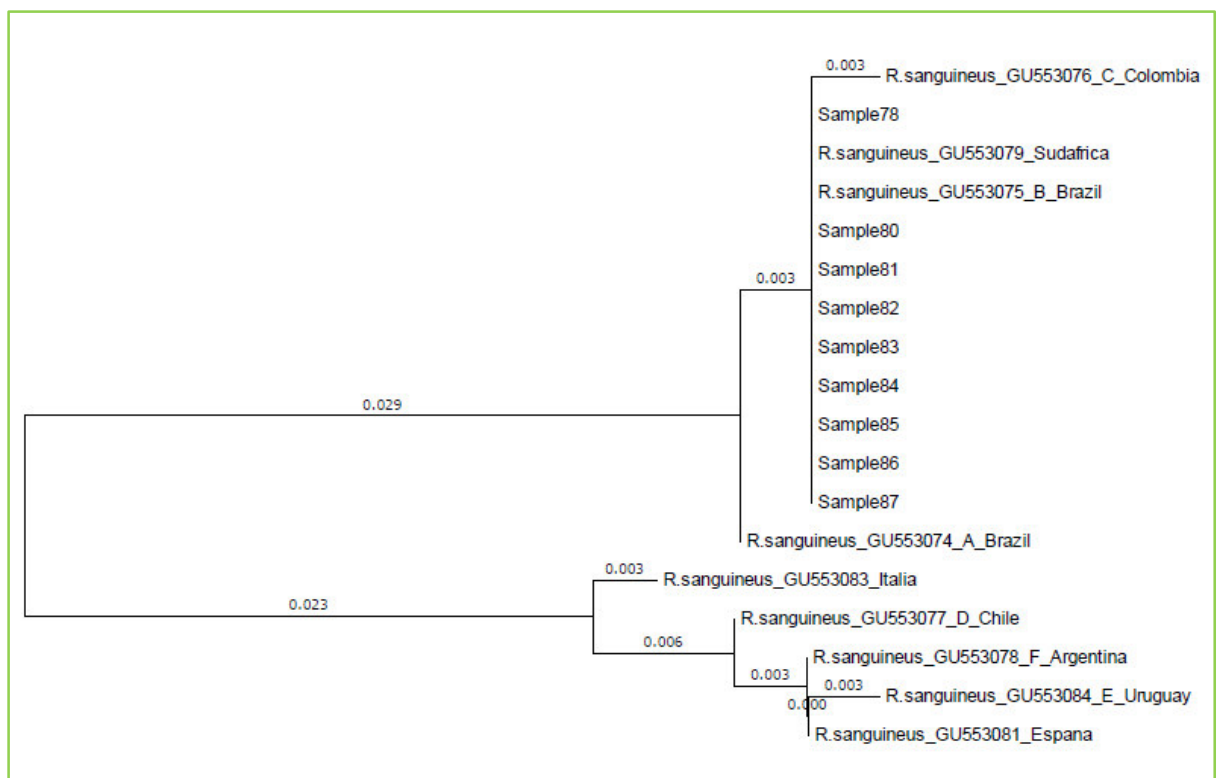 0.003
R.sanguineus_GU553076_C_Colombia
Sample78
R.sanguineus_GU553079_Sudafrica
R.sanguineus_GU553075_B_Brazil
Sample80
Sample81
0.003
Sample82
Sample83
Sample84
0.029
Sample85
Sample86
Sample87
R.sanguineus_GU553074_A_Brazil
0.003
R.sanguineus_GU553083_Italia
0.023
R.sanguineus_GU553077_D_Chile
0.006
R.sanguineus_GU553078_F_Argentina
0.003
0.003
R.sanguineus_GU553084_E_Uruguay
0.000
R.sanguineus_GU553081_Espana